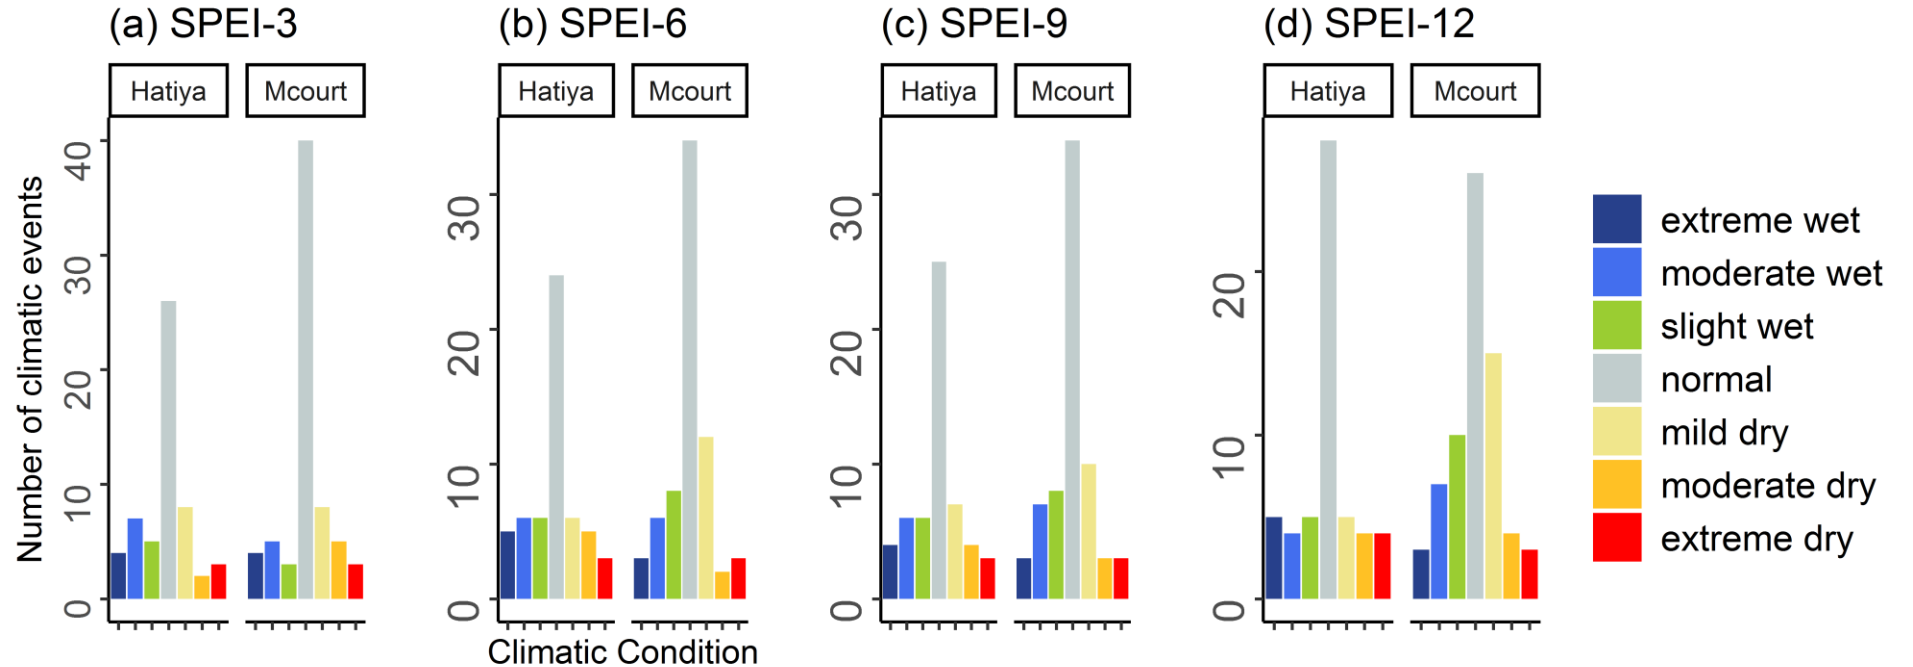 (a) SPEI-3 (b) SPEI-6 (c) SPEI-9 (d) SPEI-12
Hatiya Mcourt Hatiya Mcourt Hatiya Mcourt Hatiya Mcourt
Number of climatic events
40
30
20
10
0
30
20
10
0
30
20
10
0
20
10
0
Climatic Condition
extreme wet
moderate wet
slight wet
normal
mild dry
moderate dry
extreme dry